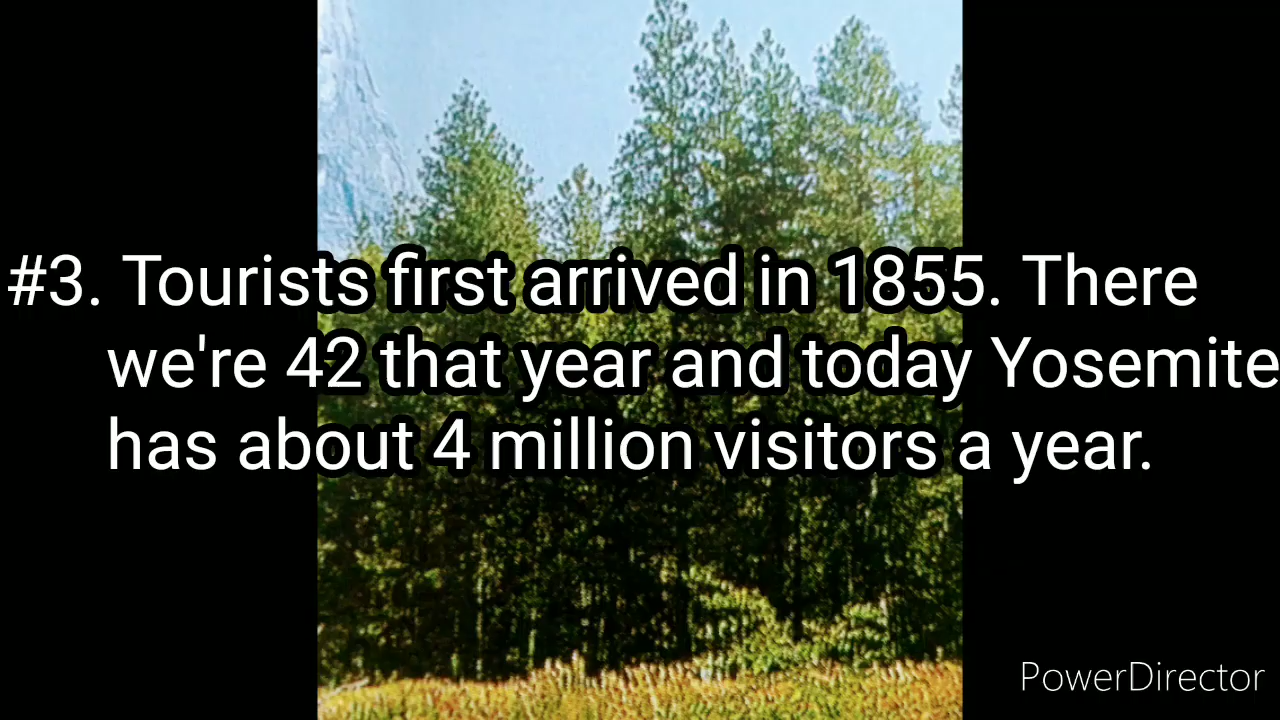 #3. Tourists first arrived in 1855. There
we're 42 that year and today Yosemite
has about 4 million visitors a year.
PowerDirector